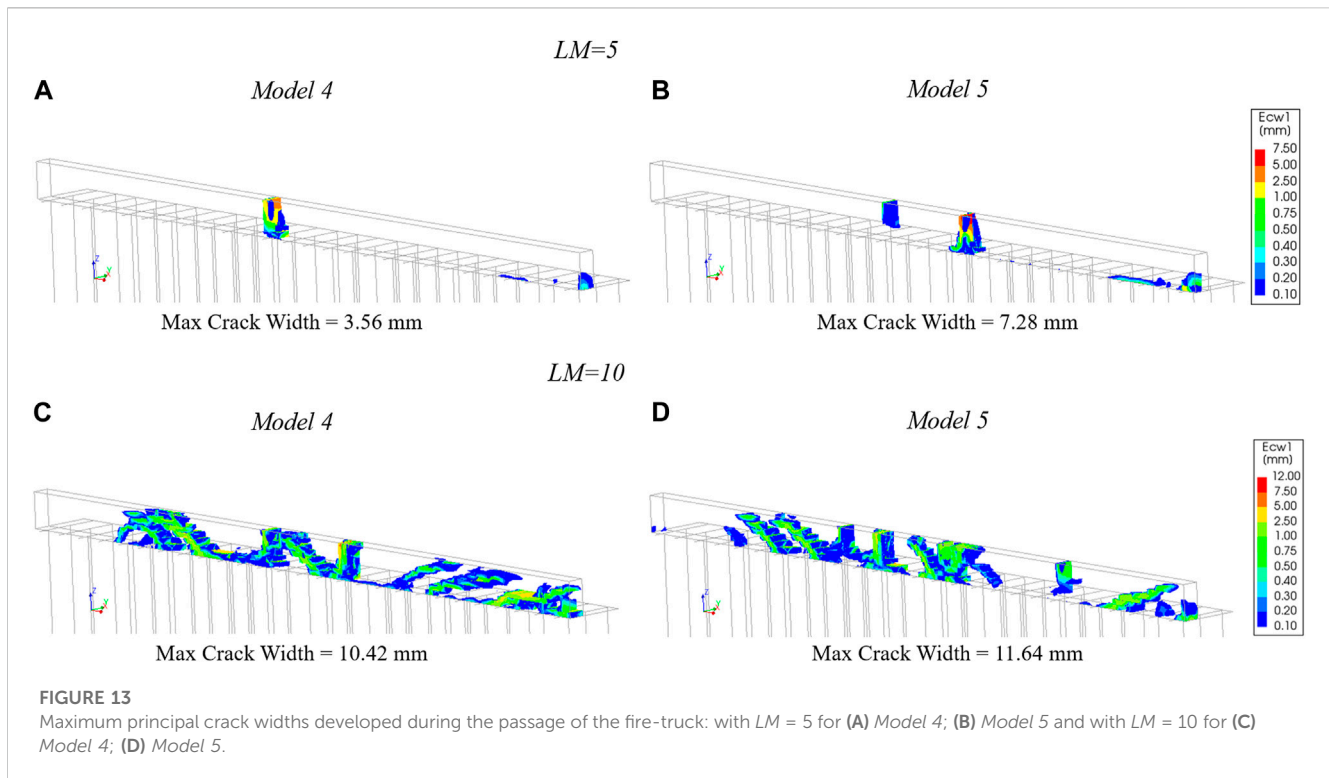 LM=5
A
Model 4
B
Model 5
Ecw1
(mm)
7.50
5.00
2.50
1.00
0.75
0.50
0.40
0.30
0.20
0.10
Z
Y
Z
Y
Max Crack Width = 3.56 mm
Max Crack Width = 7.28 mm
LM=10
C
Model 4
D
Model 5
Ecw1
(mm)
12.00
7.50
5.00
2.50
1.00
0.75
0.50
0.40
0.30
0.20
0.10
Z
Y
Z
Y
Max Crack Width = 10.42 mm
Max Crack Width = 11.64 mm
FIGURE 13
Maximum principal crack widths developed during the passage of the fire-truck: with LM = 5 for (A) Model 4; (B) Model 5 and with LM = 10 for (C)
Model 4; (D) Model 5.